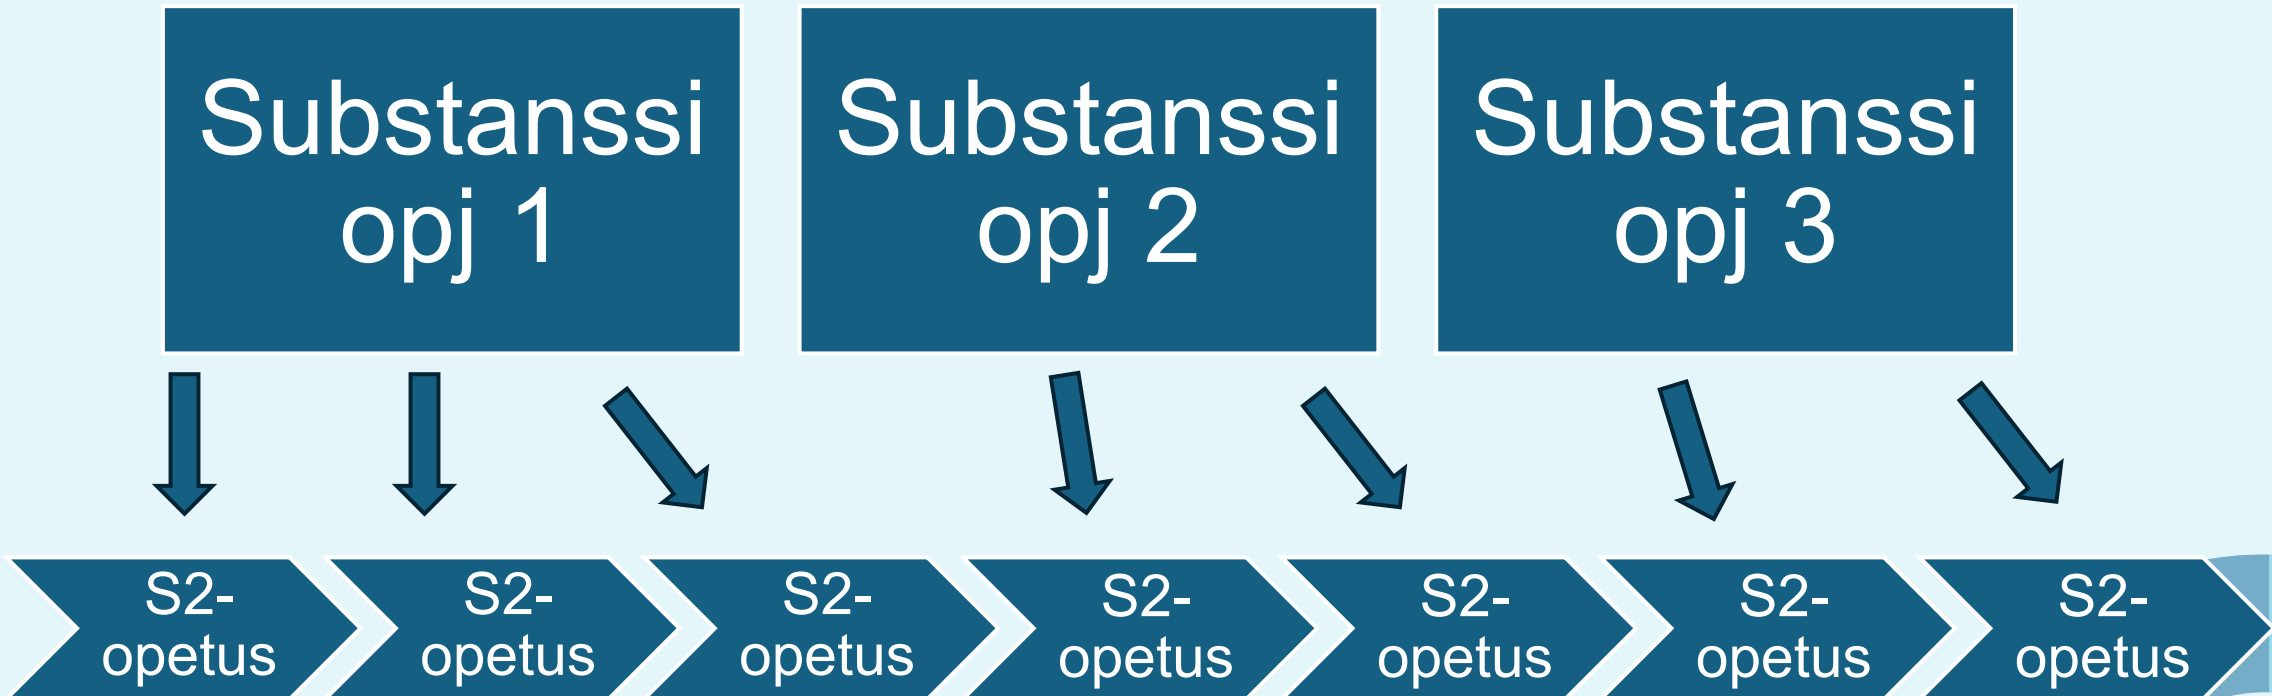 Substanssi
opj 1
Substanssi
opj 2
Substanssi
opj 3
S2-
opetus
S2-
opetus
S2-
opetus
S2-
opetus
S2-
opetus
S2-
opetus
S2-
opetus